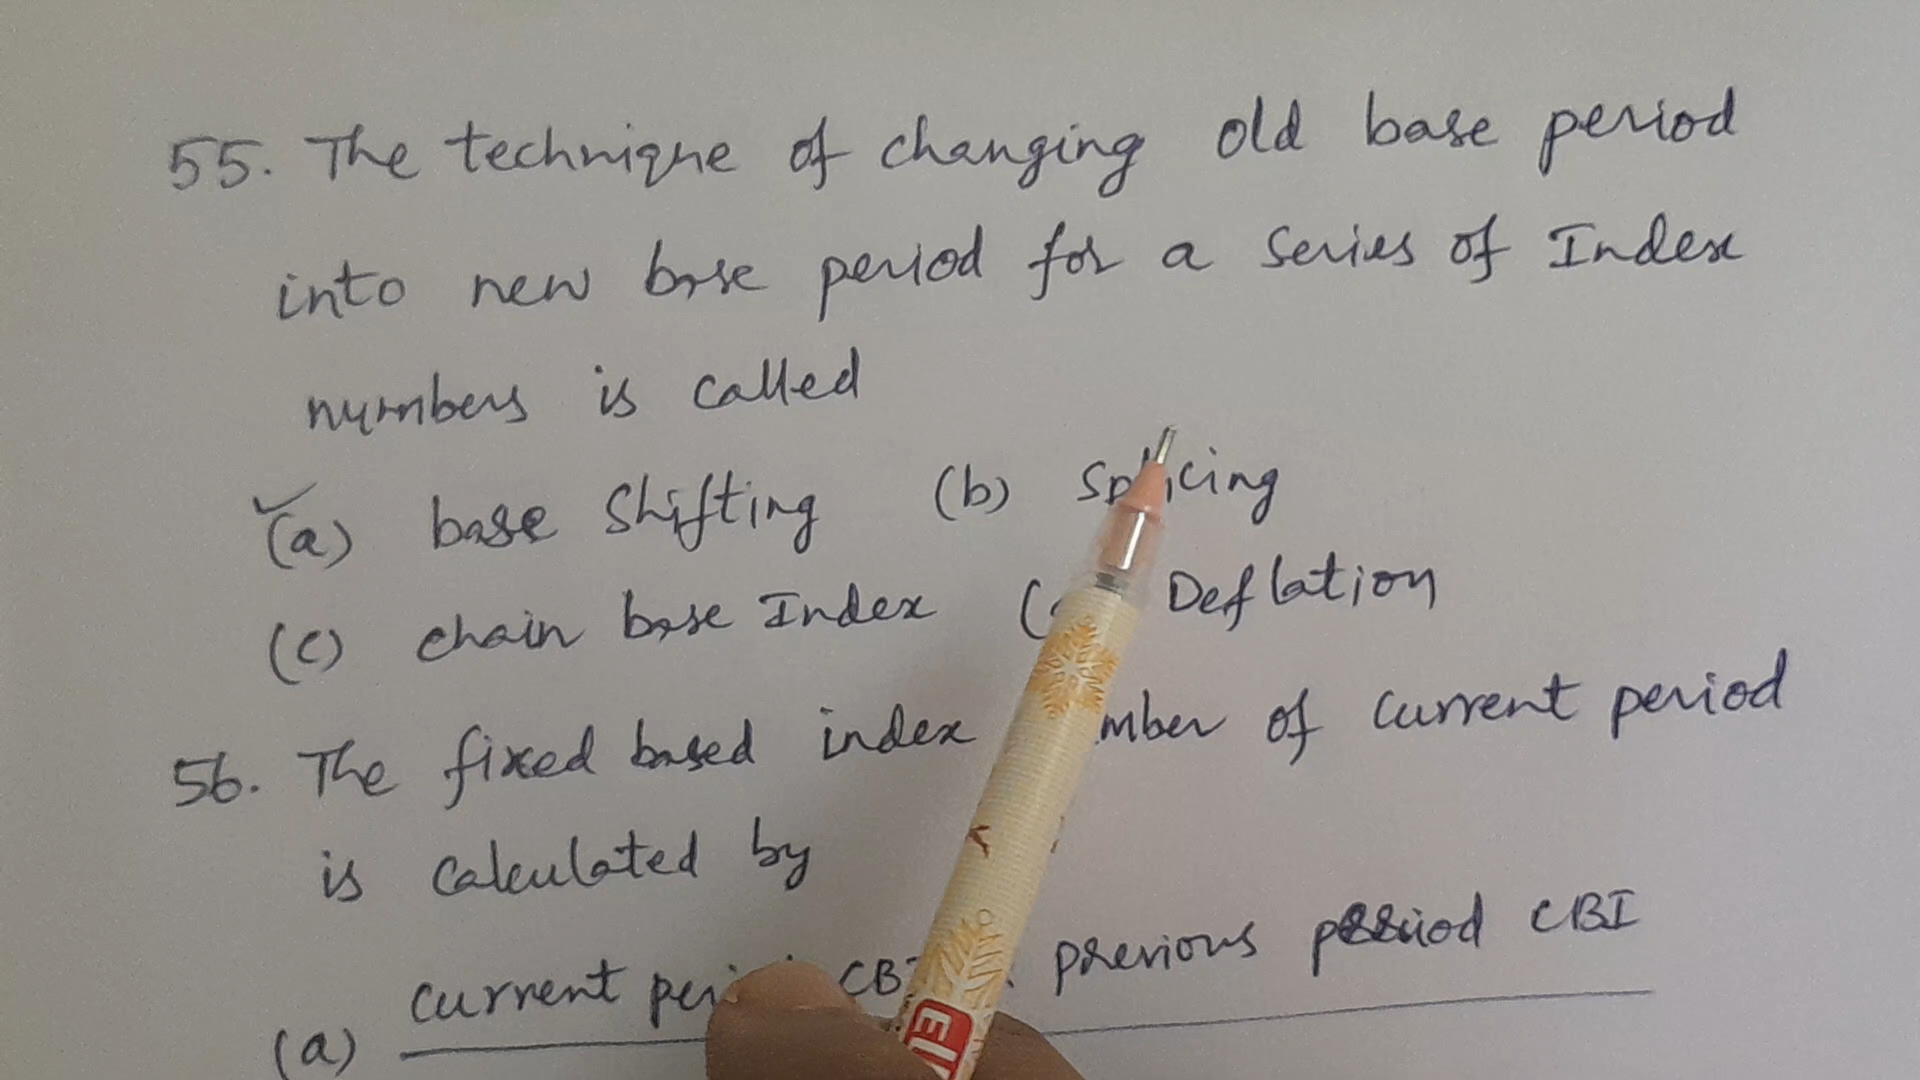 55. The technique of changing old base period
into new base period for a series of Index
numbers is called
(a) base shifting (b) splicing
(c) chain base Index ( Deflation
56. The fixed based index of current period
is calculated by
current previous period CBI
(a)